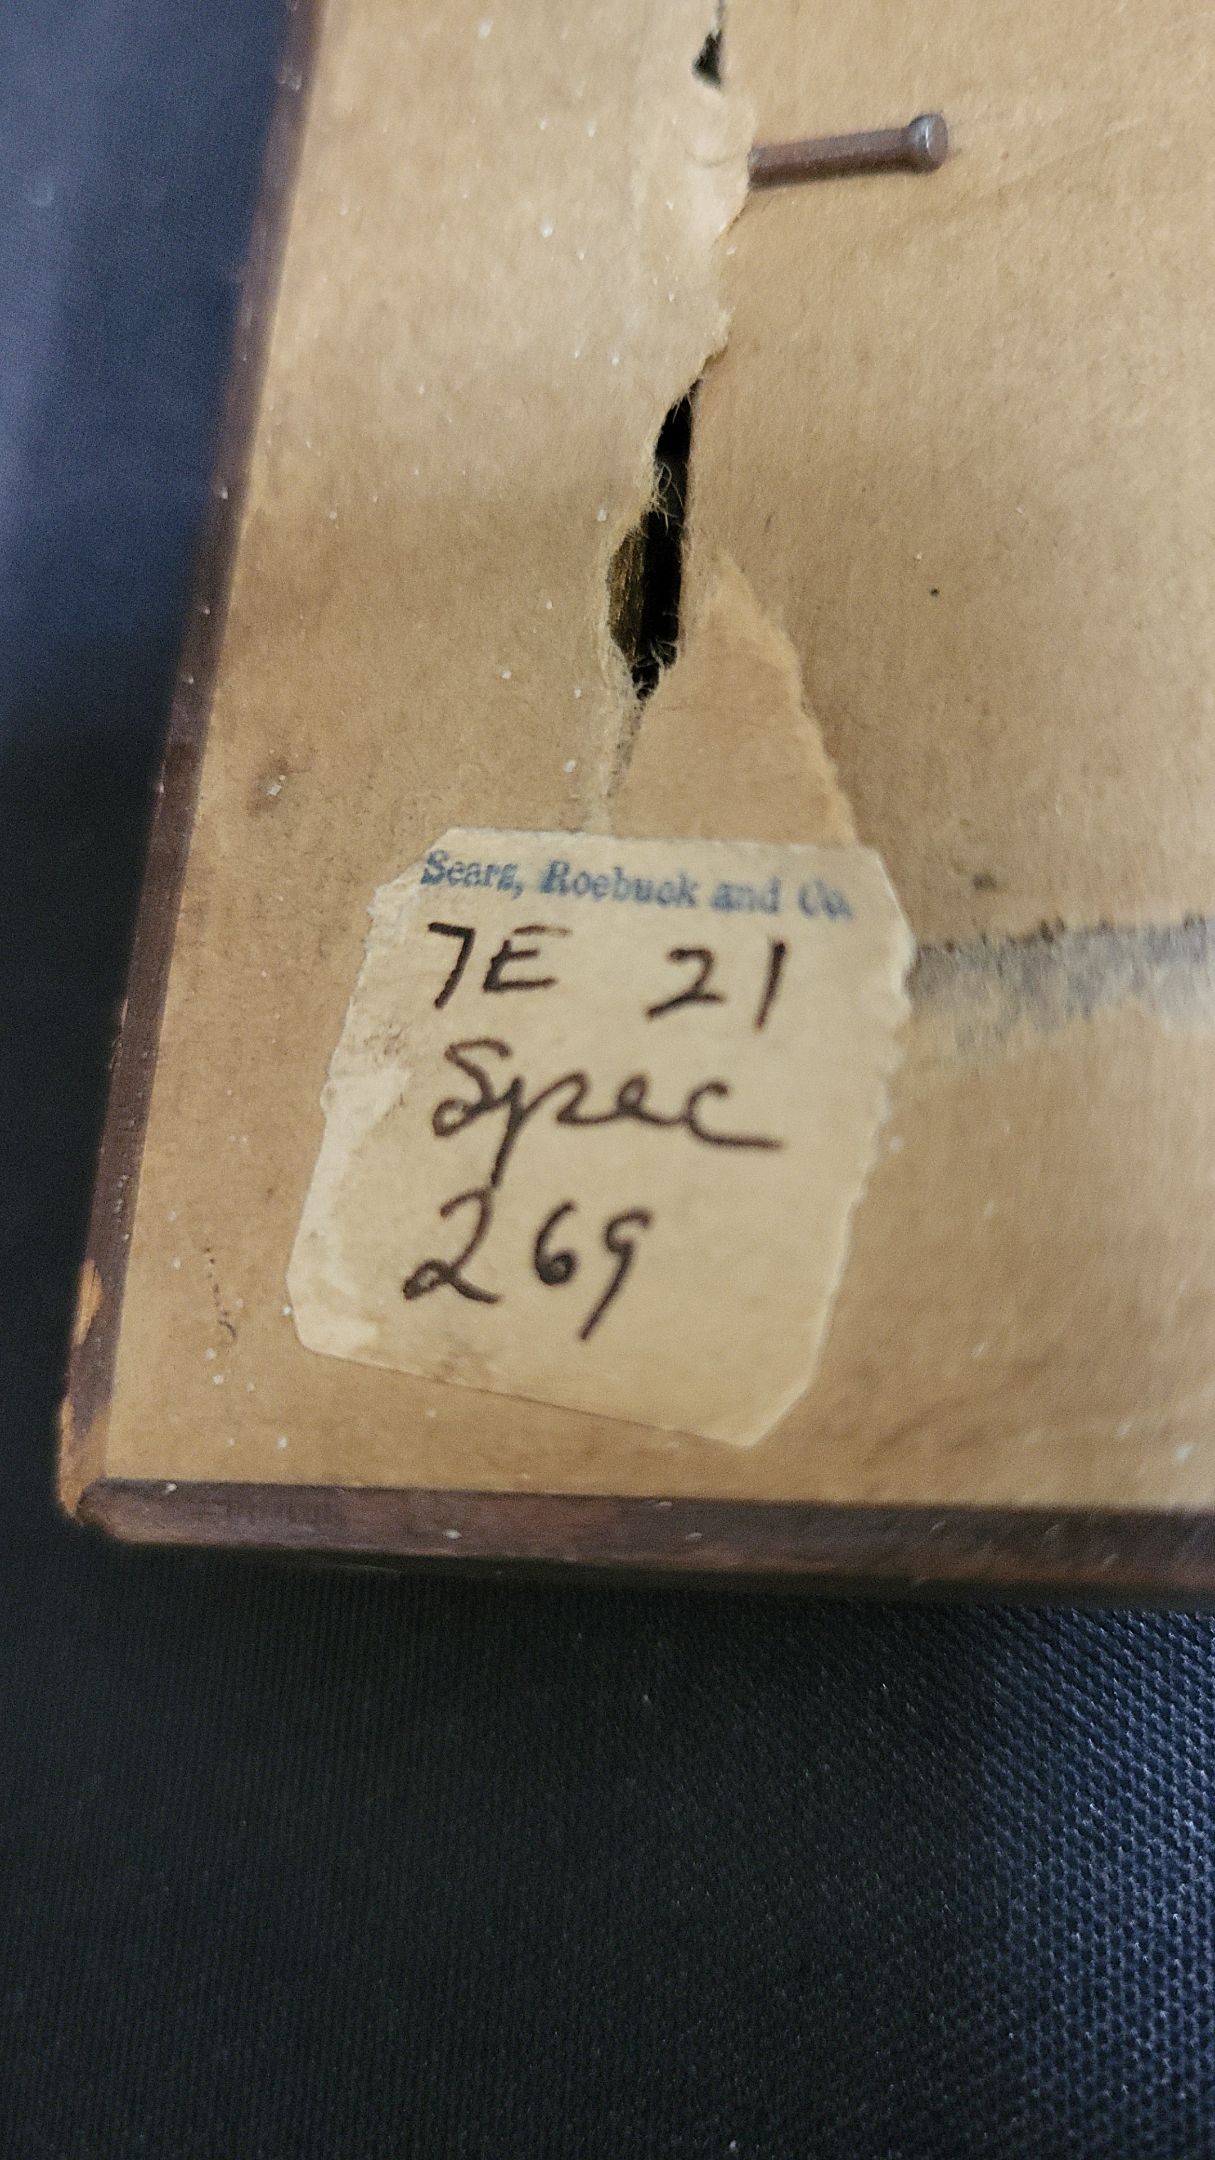 Sears, Roebuck and Co.
7E 21
Spec
269